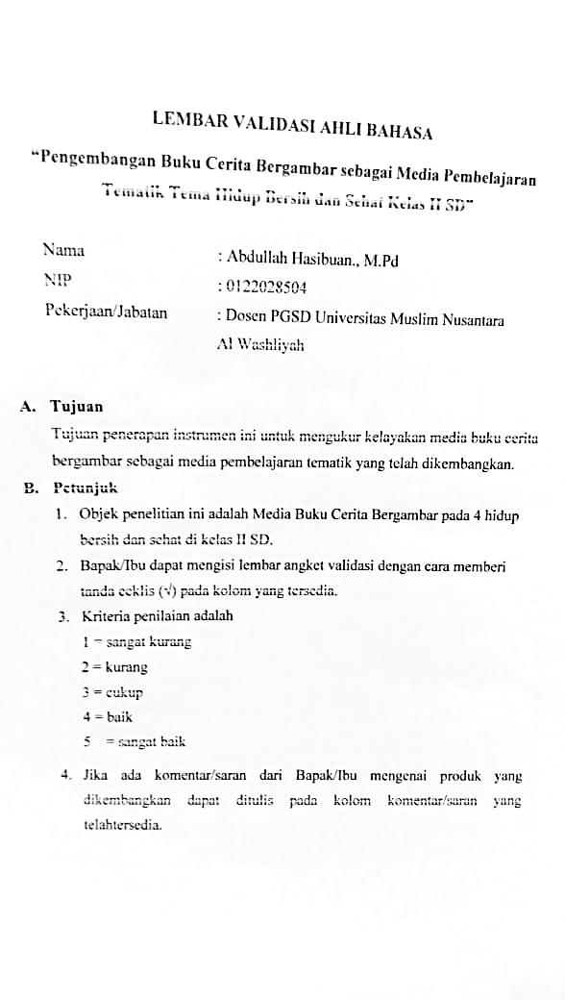 LEMBAR VALIDASI AHLI BAHASA
“Pengembangan Buku Cerita Bergambar sebagai Media Pembelajaran
Tematik Tema Hidup Bersih dan Sehat Kelas II SD”
Nama : Abdullah Hasibuan., M.Pd
NIP : 0122028504
Pekerjaan/Jabatan : Dosen PGSD Universitas Muslim Nusantara
Al Washliyah
A. Tujuan
Tujuan penerapan instrumen ini untuk mengukur kelayakan media buku cerita
bergambar sebagai media pembelajaran tematik yang telah dikembangkan.
B. Petunjuk
1. Objek penelitian ini adalah Media Buku Cerita Bergambar pada 4 hidup
bersih dan sehat di kelas II SD.
2. Bapak/Ibu dapat mengisi lembar angket validasi dengan cara memberi
tanda ceklis (√) pada kolom yang tersedia.
3. Kriteria penilaian adalah
1 = sangat kurang
2 = kurang
3 = cukup
4 = baik
5 = sangat baik
4. Jika ada komentar/saran dari Bapak/Ibu mengenai produk yang
dikembangkan dapat ditulis pada kolom komentar/saran yang
telahtersedia.